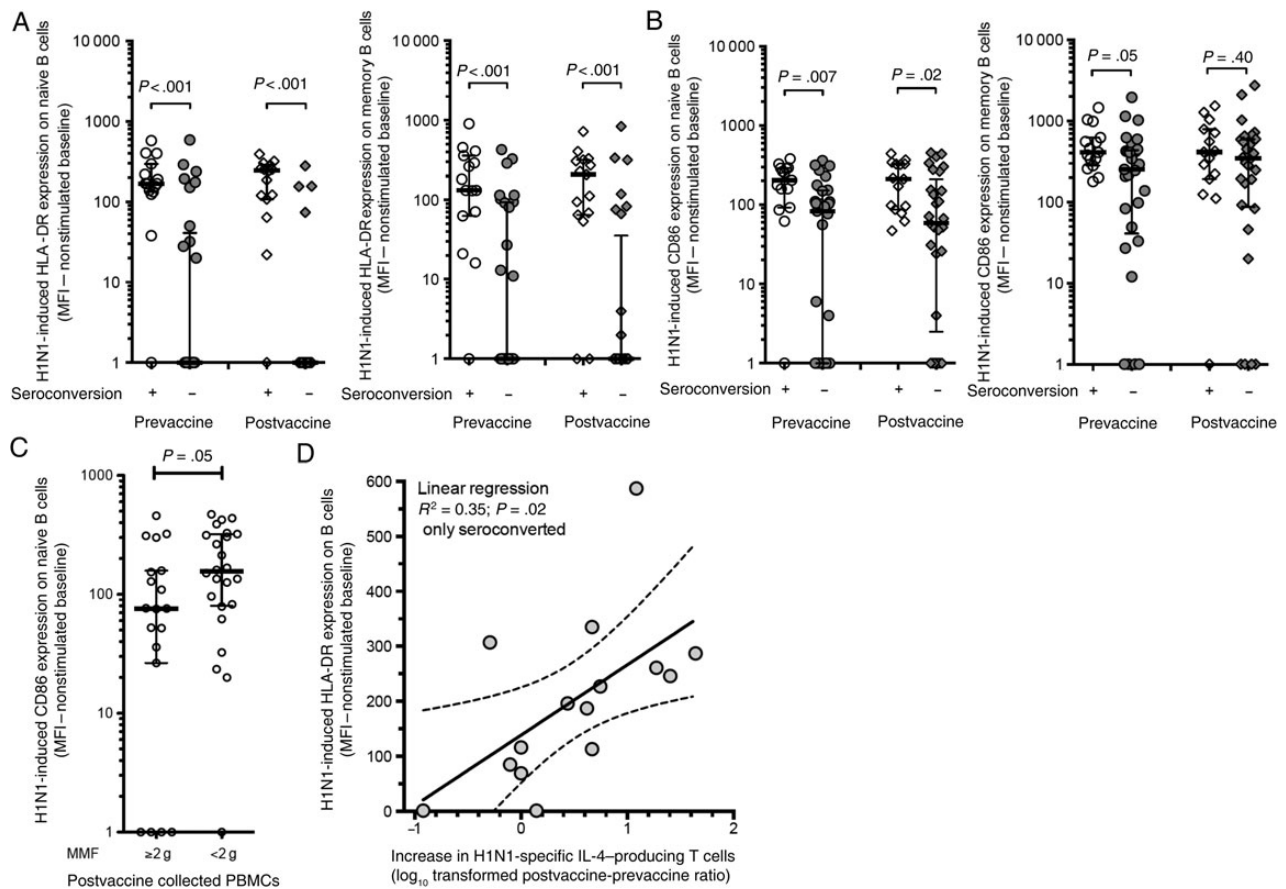 A
H1N1-induced HLA-DR expression on naive B cells
(MFI – nonstimulated baseline)
10 000
1000
100
10
1
P < .001
P < .001
Seroconversion + – + –
Prevaccine Postvaccine
H1N1-induced HLA-DR expression on memory B cells
(MFI – nonstimulated baseline)
10 000
1000
100
10
1
P < .001
P < .001
Seroconversion + – + –
Prevaccine Postvaccine
B
H1N1-induced CD86 expression on naive B cells
(MFI – nonstimulated baseline)
10 000
1000
100
10
1
P = .007
P = .02
Seroconversion + – + –
Prevaccine Postvaccine
H1N1-induced CD86 expression on memory B cells
(MFI – nonstimulated baseline)
10 000
1000
100
10
1
P = .05
P = .40
Seroconversion + – + –
Prevaccine Postvaccine
C
H1N1-induced CD86 expression on naive B cells
(MFI – nonstimulated baseline)
1000
100
10
1
P = .05
MMF ≥2 g <2 g
Postvaccine collected PBMCs
D
H1N1-induced HLA-DR expression on B cells
(MFI – nonstimulated baseline)
600
500
400
300
200
100
0
Linear regression
R² = 0.35; P = .02
only seroconverted
–1 0 1 2
Increase in H1N1-specific IL-4–producing T cells
(log₁₀ transformed postvaccine-prevaccine ratio)